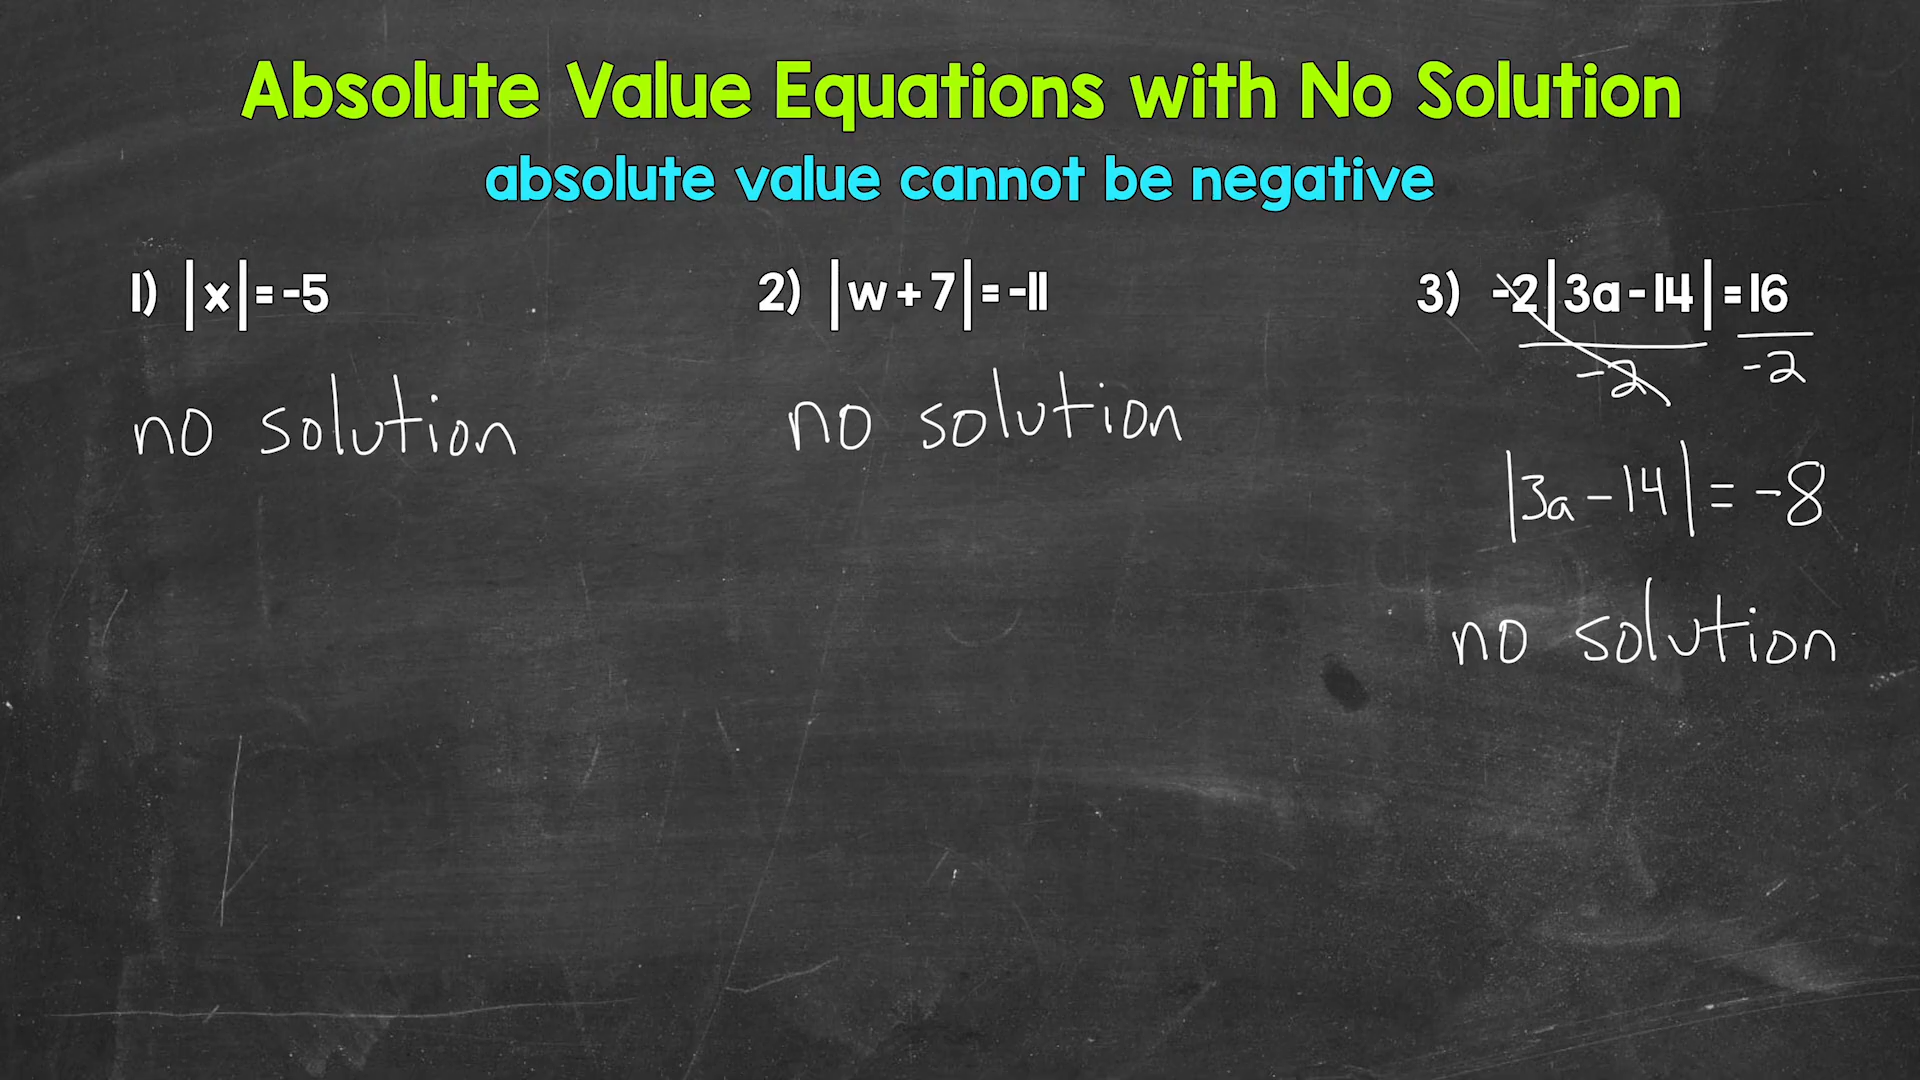 Absolute Value Equations with No Solution
absolute value cannot be negative
1) |x|=-5
no solution
2) |w+7|=-11
no solution
3) -2|3a-14|=16
-2 -2
|3a-14|=-8
no solution